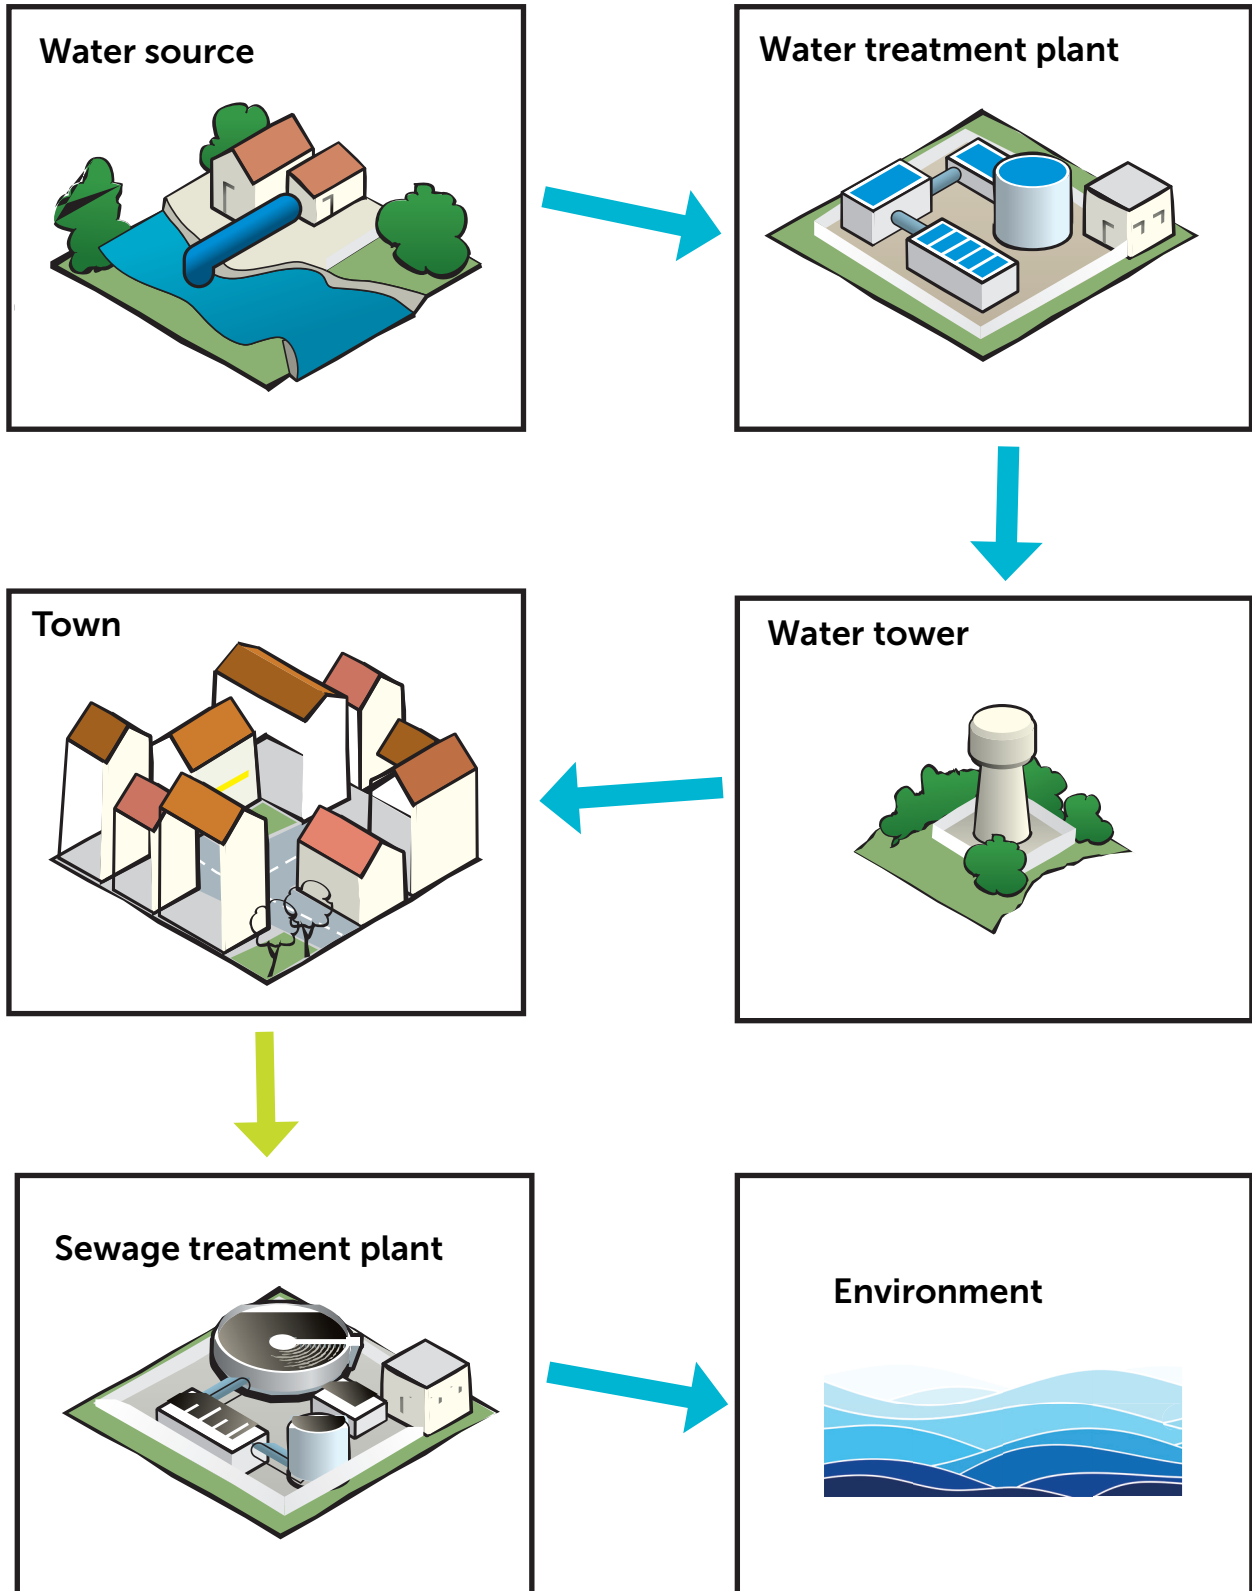 Water source
Water treatment plant
Town
Water tower
Sewage treatment plant
Environment